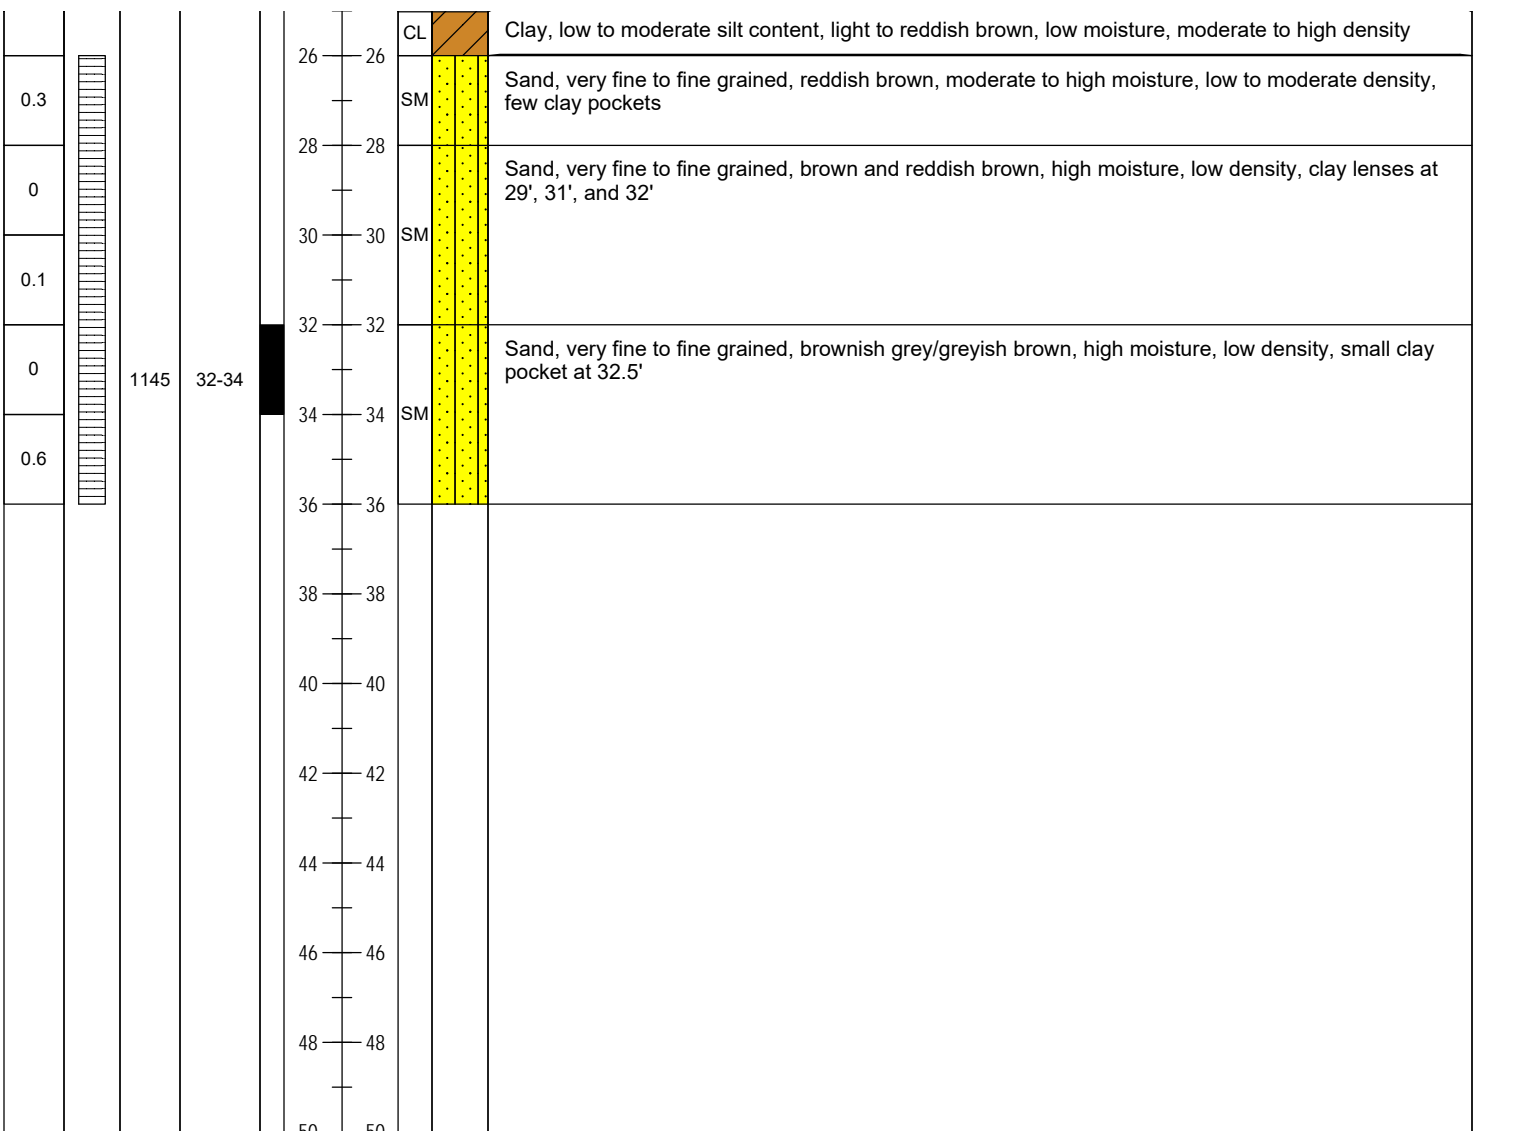 CL
Clay, low to moderate silt content, light to reddish brown, low moisture, moderate to high density
26 26
0.3
SM
Sand, very fine to fine grained, reddish brown, moderate to high moisture, low to moderate density,
few clay pockets
28 28
0
Sand, very fine to fine grained, brown and reddish brown, high moisture, low density, clay lenses at
29', 31', and 32'
30 30
SM
0.1
32 32
0
1145
32-34
Sand, very fine to fine grained, brownish grey/greyish brown, high moisture, low density, small clay
pocket at 32.5'
34 34
SM
0.6
36 36
38 38
40 40
42 42
44 44
46 46
48 48
50 50